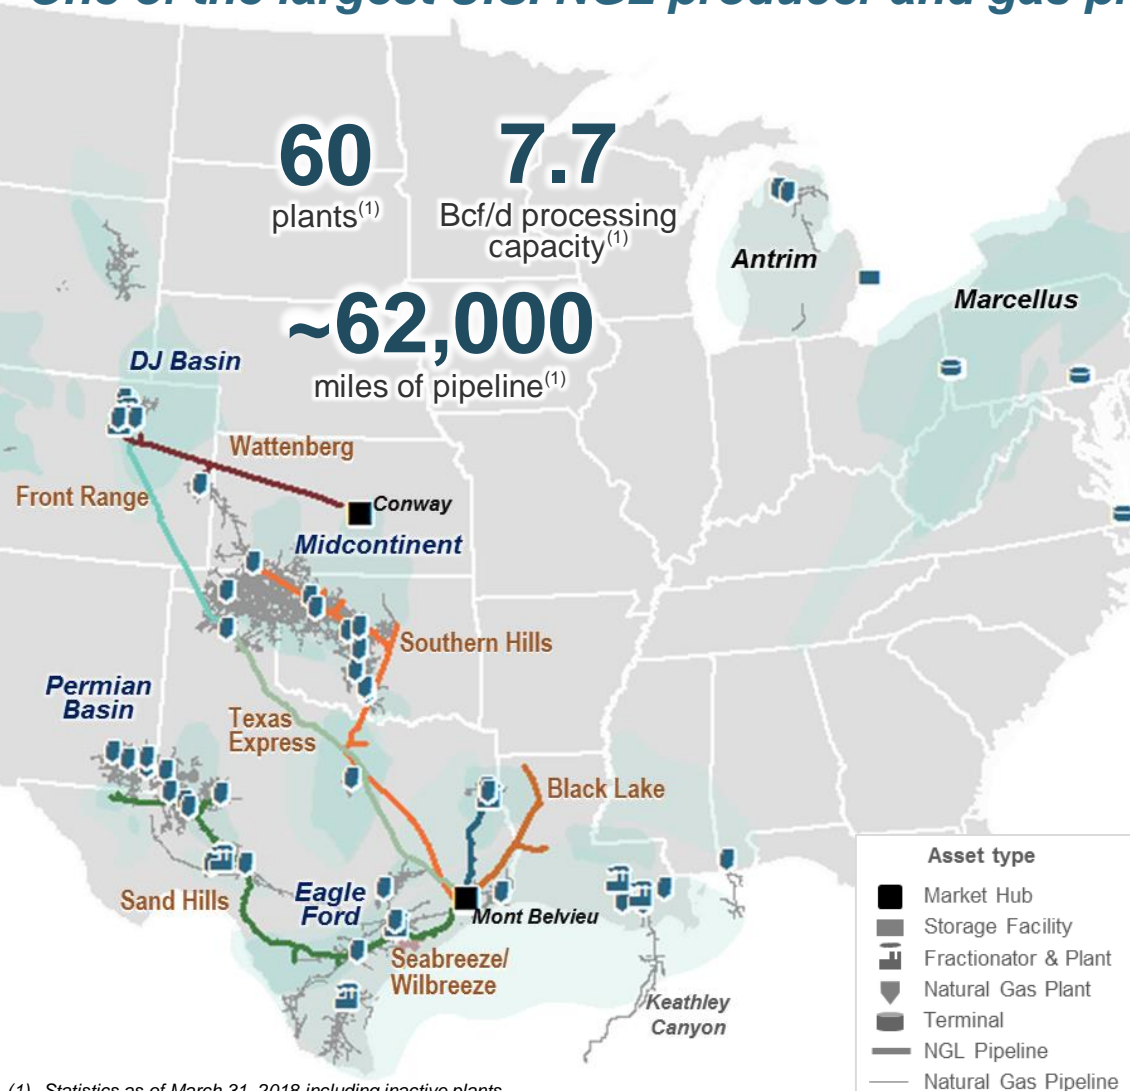 One of the largest U.S. NGL producer and gas pr
60
plants(1)
7.7
Bcf/d processing
capacity(1)
~62,000
miles of pipeline(1)
Antrim
Marcellus
DJ Basin
Wattenberg
Front Range
Conway
Midcontinent
Southern Hills
Permian
Basin
Texas
Express
Black Lake
Sand Hills
Eagle
Ford
Mont Belvieu
Seabreeze/
Wilbreeze
Keathley
Canyon
Asset type
Market Hub
Storage Facility
Fractionator & Plant
Natural Gas Plant
Terminal
NGL Pipeline
Natural Gas Pipeline
(1) Statistics as of March 31, 2018 including inactive plants